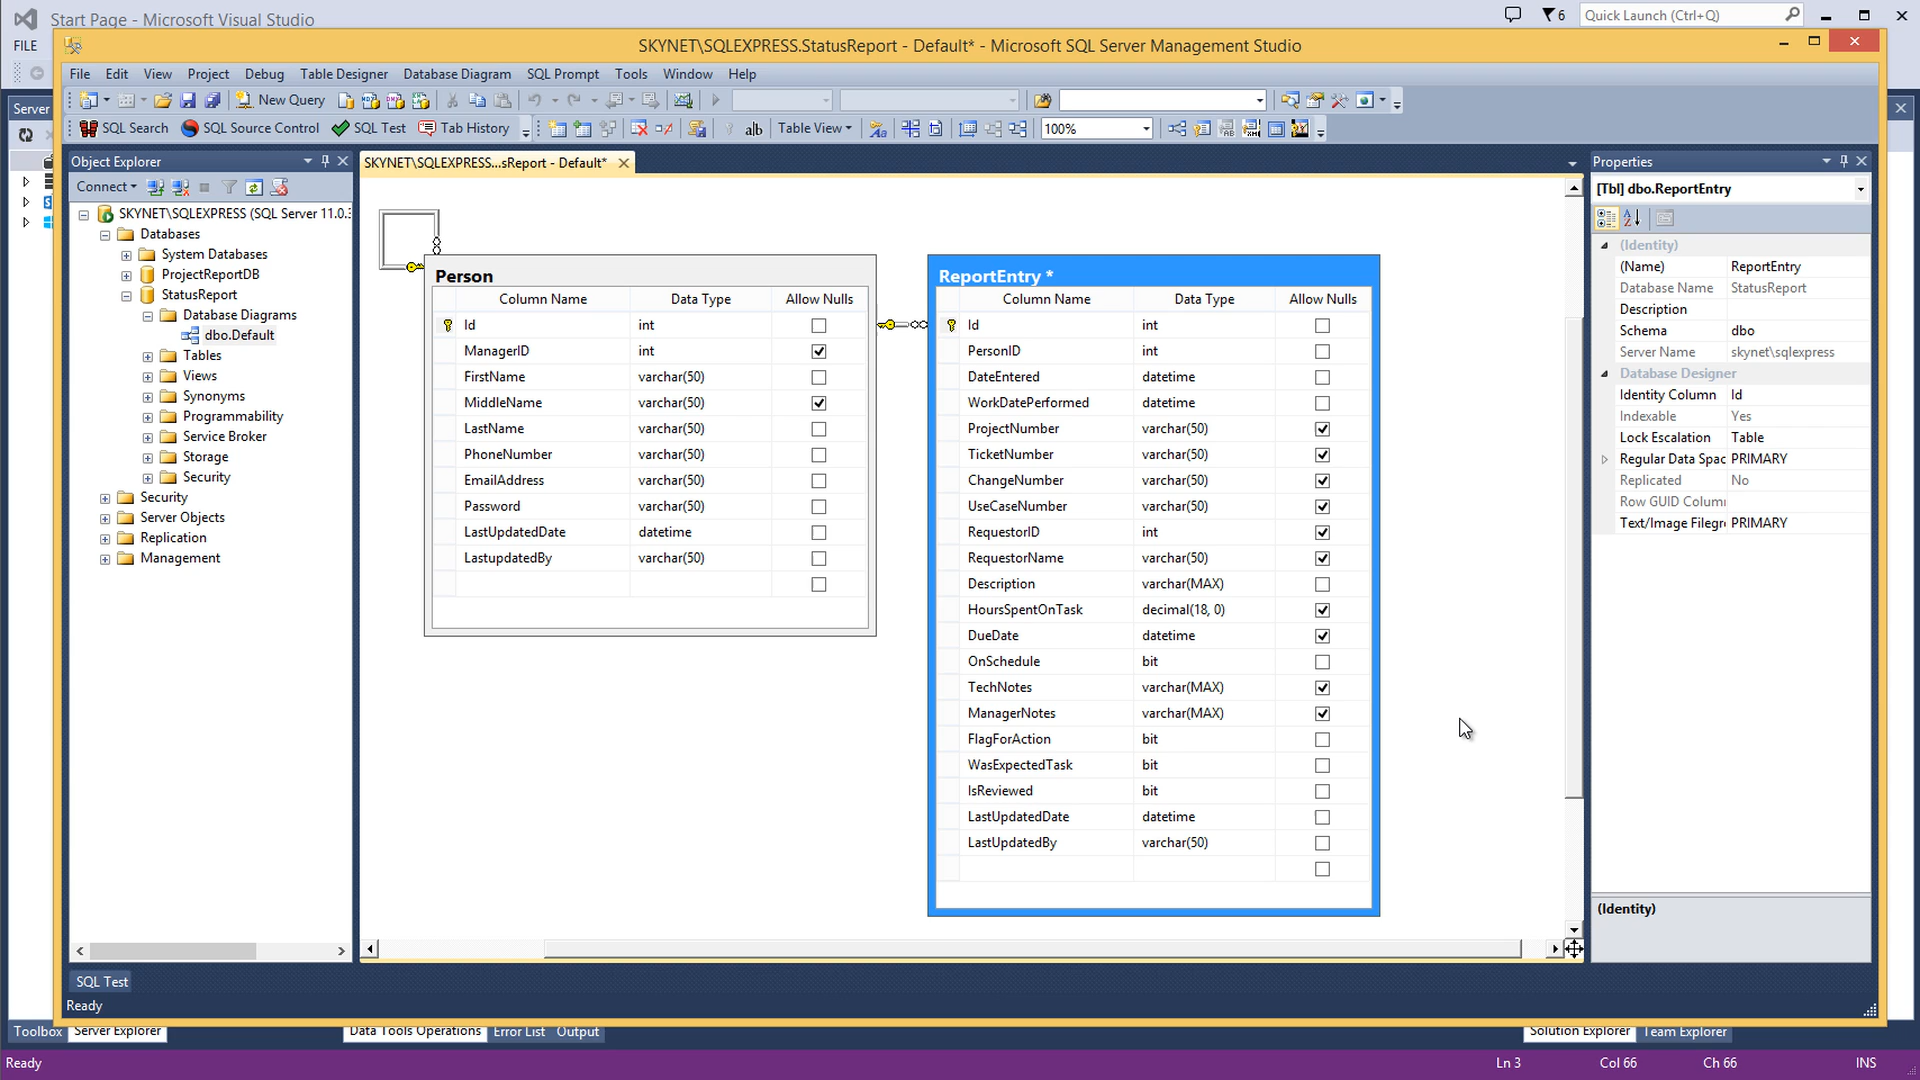 Start Page - Microsoft Visual Studio
6
Quick Launch (Ctrl+Q)
FILE
SKYNET\SQLEXPRESS.StatusReport - Default* - Microsoft SQL Server Management Studio
File Edit View Project Debug Table Designer Database Diagram SQL Prompt Tools Window Help
New Query
SQL Search SQL Source Control SQL Test Tab History ab Table View 100%
Server
Object Explorer
Connect
SKYNET\SQLEXPRESS (SQL Server 11.0.3
Databases
System Databases
ProjectReportDB
StatusReport
Database Diagrams
dbo.Default
Tables
Views
Synonyms
Programmability
Service Broker
Storage
Security
Security
Server Objects
Replication
Management
SKYNET\SQLEXPRESS...sReport - Default*
Person
Column Name Data Type Allow Nulls
Id int
ManagerID int
FirstName varchar(50)
MiddleName varchar(50)
LastName varchar(50)
PhoneNumber varchar(50)
EmailAddress varchar(50)
Password varchar(50)
LastUpdatedDate datetime
LastupdatedBy varchar(50)
ReportEntry *
Column Name Data Type Allow Nulls
Id int
PersonID int
DateEntered datetime
WorkDatePerformed datetime
ProjectNumber varchar(50)
TicketNumber varchar(50)
ChangeNumber varchar(50)
UseCaseNumber varchar(50)
RequestorID int
RequestorName varchar(50)
Description varchar(MAX)
HoursSpentOnTask decimal(18, 0)
DueDate datetime
OnSchedule bit
TechNotes varchar(MAX)
ManagerNotes varchar(MAX)
FlagForAction bit
WasExpectedTask bit
IsReviewed bit
LastUpdatedDate datetime
LastUpdatedBy varchar(50)
Properties
[Tbl] dbo.ReportEntry
(Identity)
(Name) ReportEntry
Database Name StatusReport
Description
Schema dbo
Server Name skynet\sqlexpress
Database Designer
Identity Column Id
Indexable Yes
Lock Escalation Table
Regular Data Spac PRIMARY
Replicated No
Row GUID Colum
Text/Image Filegr PRIMARY
(Identity)
SQL Test
Ready
Toolbox Server Explorer Data Tools Operations Error List Output Solution Explorer Team Explorer
Ready Ln 3 Col 66 Ch 66 INS